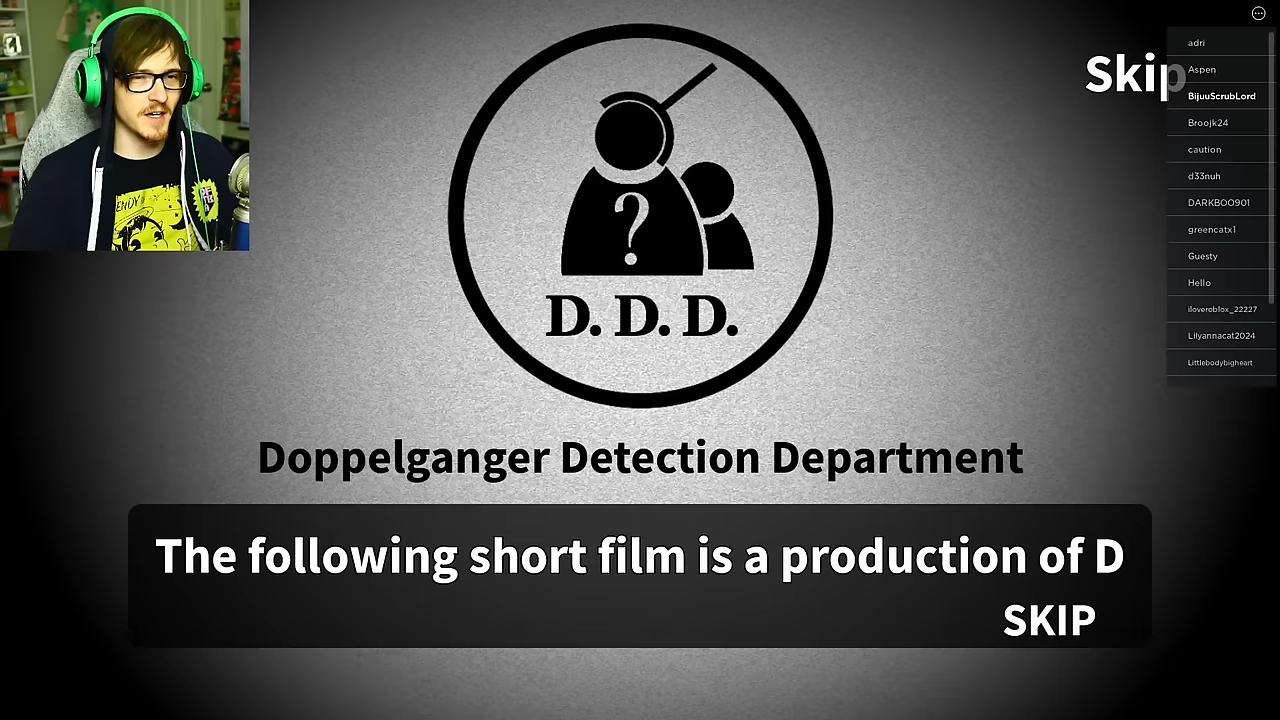 Skip
adri
Aspen
BijuuScrubLord
Broojk24
caution
d33nuh
DARKBOO901
greencatx1
Guesty
Hello
iloveroblox_22227
Lilyannacat2024
Littlebodybigheart
ENDY
?
D. D. D.
Doppelganger Detection Department
The following short film is a production of D
SKIP